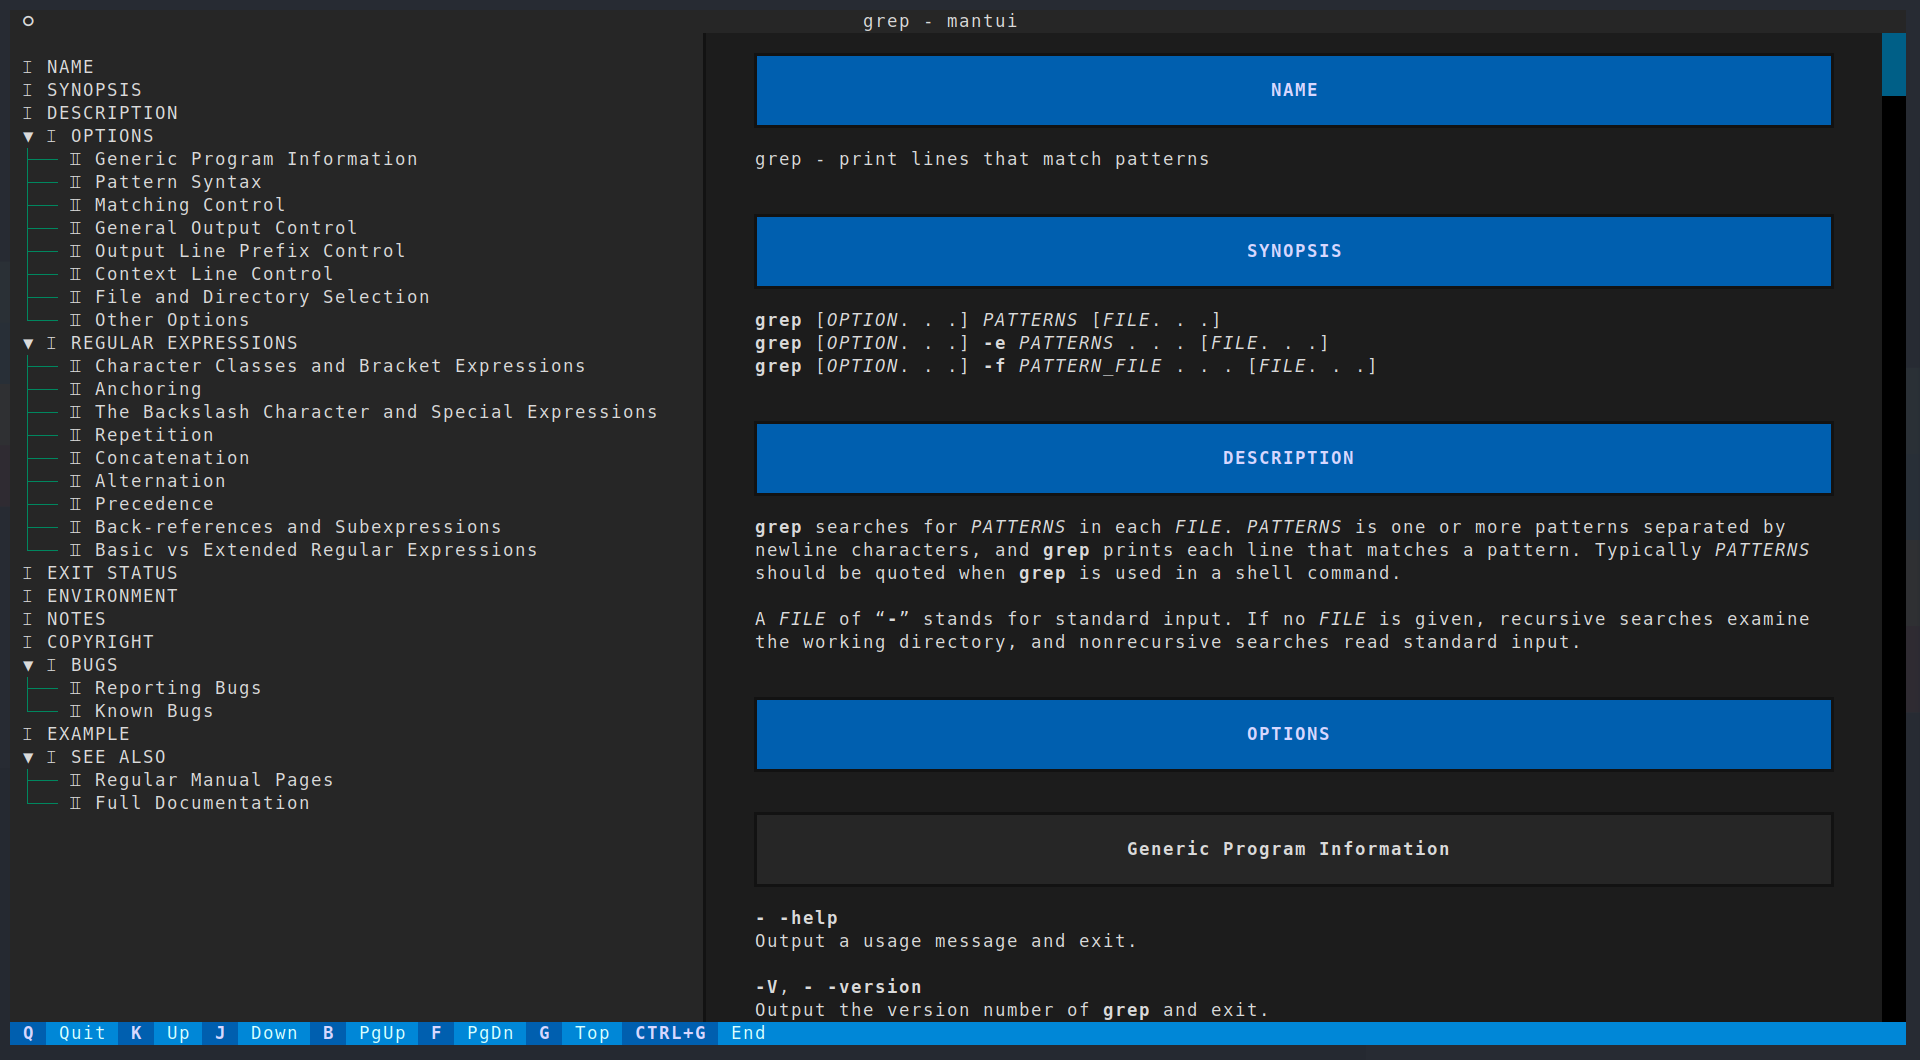 grep - mantui
Ⅰ NAME
Ⅰ SYNOPSIS
Ⅰ DESCRIPTION
▼ Ⅰ OPTIONS
Ⅱ Generic Program Information
Ⅱ Pattern Syntax
Ⅱ Matching Control
Ⅱ General Output Control
Ⅱ Output Line Prefix Control
Ⅱ Context Line Control
Ⅱ File and Directory Selection
Ⅱ Other Options
▼ Ⅰ REGULAR EXPRESSIONS
Ⅱ Character Classes and Bracket Expressions
Ⅱ Anchoring
Ⅱ The Backslash Character and Special Expressions
Ⅱ Repetition
Ⅱ Concatenation
Ⅱ Alternation
Ⅱ Precedence
Ⅱ Back-references and Subexpressions
Ⅱ Basic vs Extended Regular Expressions
Ⅰ EXIT STATUS
Ⅰ ENVIRONMENT
Ⅰ NOTES
Ⅰ COPYRIGHT
▼ Ⅰ BUGS
Ⅱ Reporting Bugs
Ⅱ Known Bugs
Ⅰ EXAMPLE
▼ Ⅰ SEE ALSO
Ⅱ Regular Manual Pages
Ⅱ Full Documentation
NAME
grep - print lines that match patterns
SYNOPSIS
grep [OPTION. . .] PATTERNS [FILE. . .]
grep [OPTION. . .] -e PATTERNS . . . [FILE. . .]
grep [OPTION. . .] -f PATTERN_FILE . . . [FILE. . .]
DESCRIPTION
grep searches for PATTERNS in each FILE. PATTERNS is one or more patterns separated by
newline characters, and grep prints each line that matches a pattern. Typically PATTERNS
should be quoted when grep is used in a shell command.
A FILE of “-” stands for standard input. If no FILE is given, recursive searches examine
the working directory, and nonrecursive searches read standard input.
OPTIONS
Generic Program Information
- -help
Output a usage message and exit.
-V, - -version
Output the version number of grep and exit.
Q Quit K Up J Down B PgUp F PgDn G Top CTRL+G End